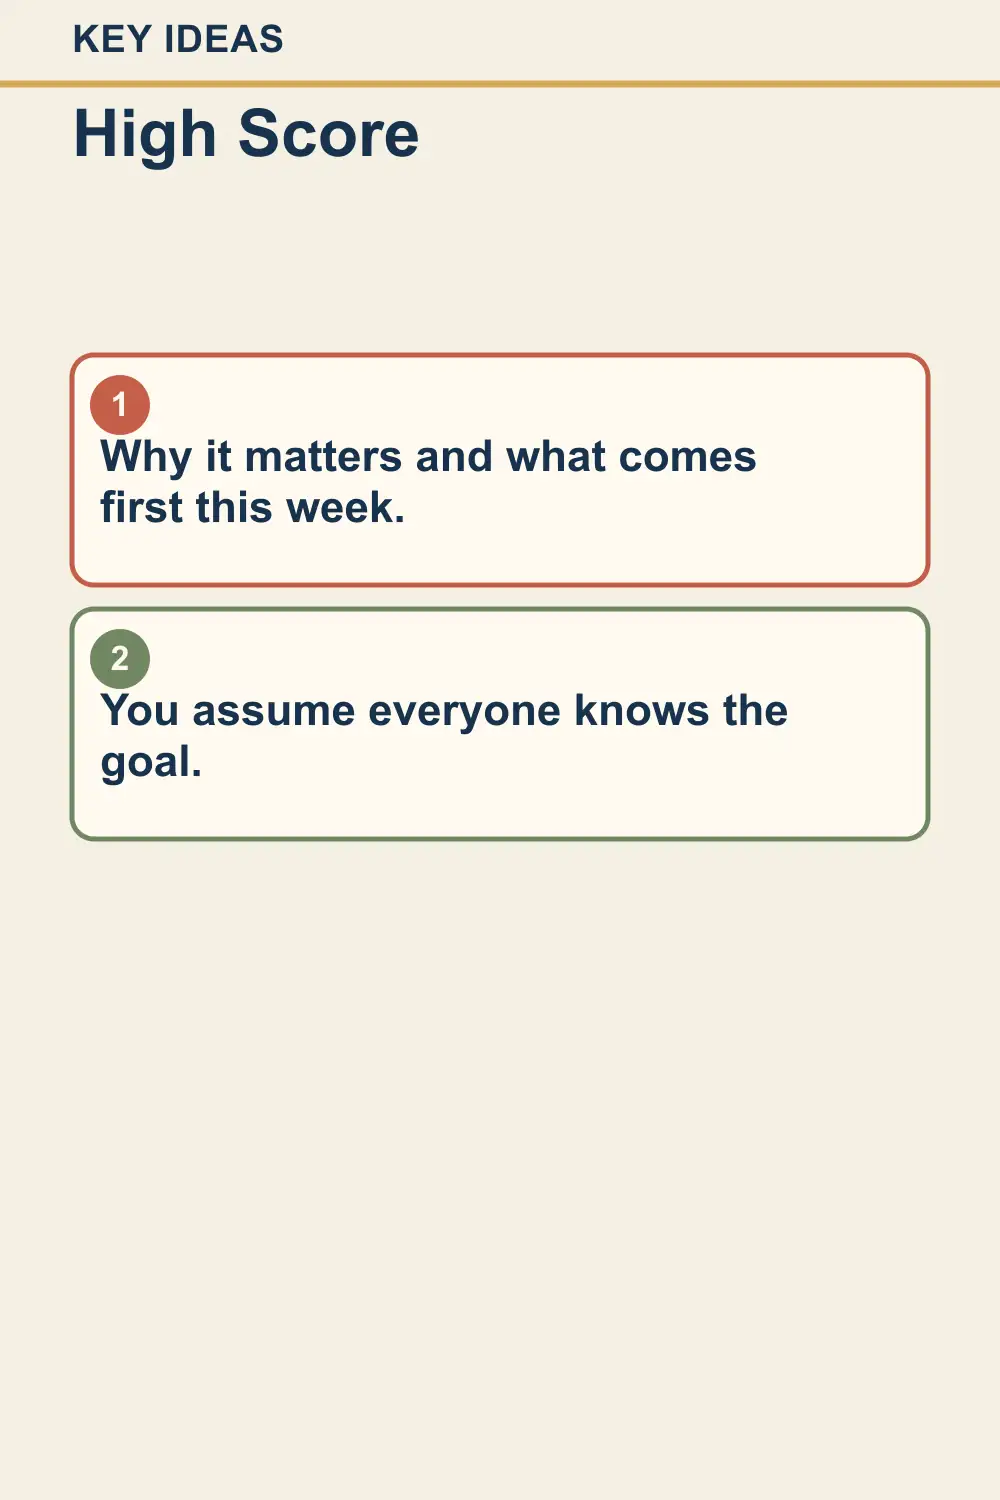 KEY IDEAS
High Score
1
Why it matters and what comes
first this week.
2
You assume everyone knows the
goal.